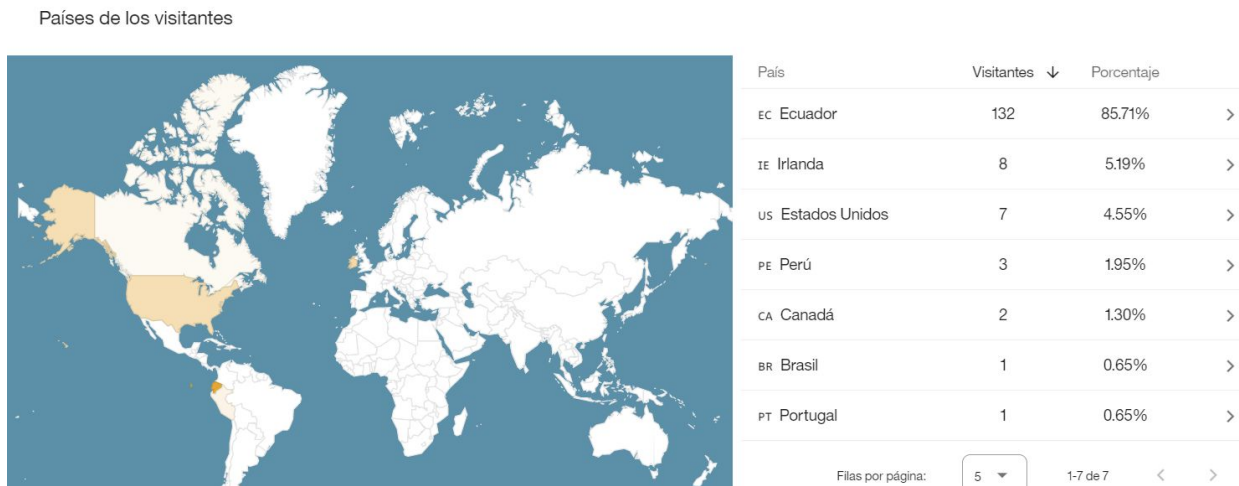 Países de los visitantes
País Visitantes ↓ Porcentaje
EC Ecuador 132 85.71% >
IE Irlanda 8 5.19% >
US Estados Unidos 7 4.55% >
PE Perú 3 1.95% >
CA Canadá 2 1.30% >
BR Brasil 1 0.65% >
PT Portugal 1 0.65% >
Filas por página: 5 1-7 de 7 < >